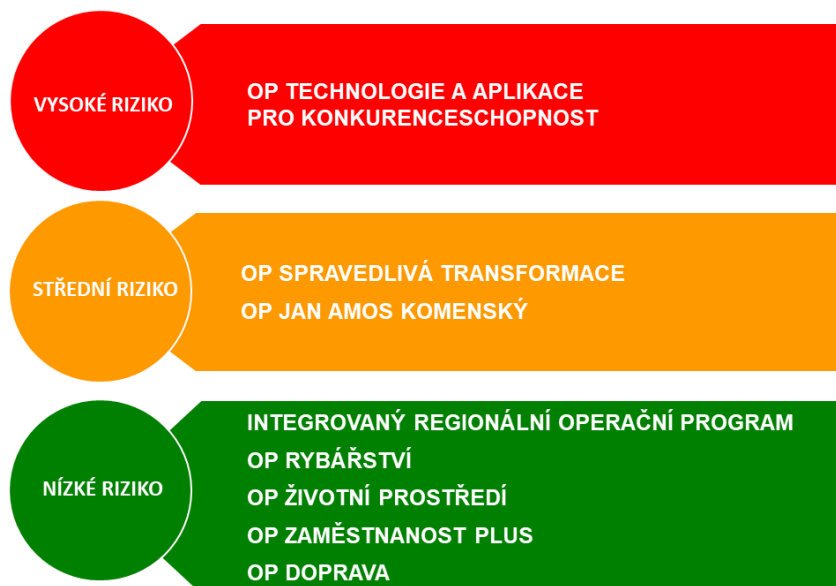 VYSOKÉ RIZIKO
OP TECHNOLOGIE A APLIKACE
PRO KONKURENCESCHOPNOST
STŘEDNÍ RIZIKO
OP SPRAVEDLIVÁ TRANSFORMACE
OP JAN AMOS KOMENSKÝ
NÍZKÉ RIZIKO
INTEGROVANÝ REGIONÁLNÍ OPERAČNÍ PROGRAM
OP RYBÁŘSTVÍ
OP ŽIVOTNÍ PROSTŘEDÍ
OP ZAMĚSTNANOST PLUS
OP DOPRAVA